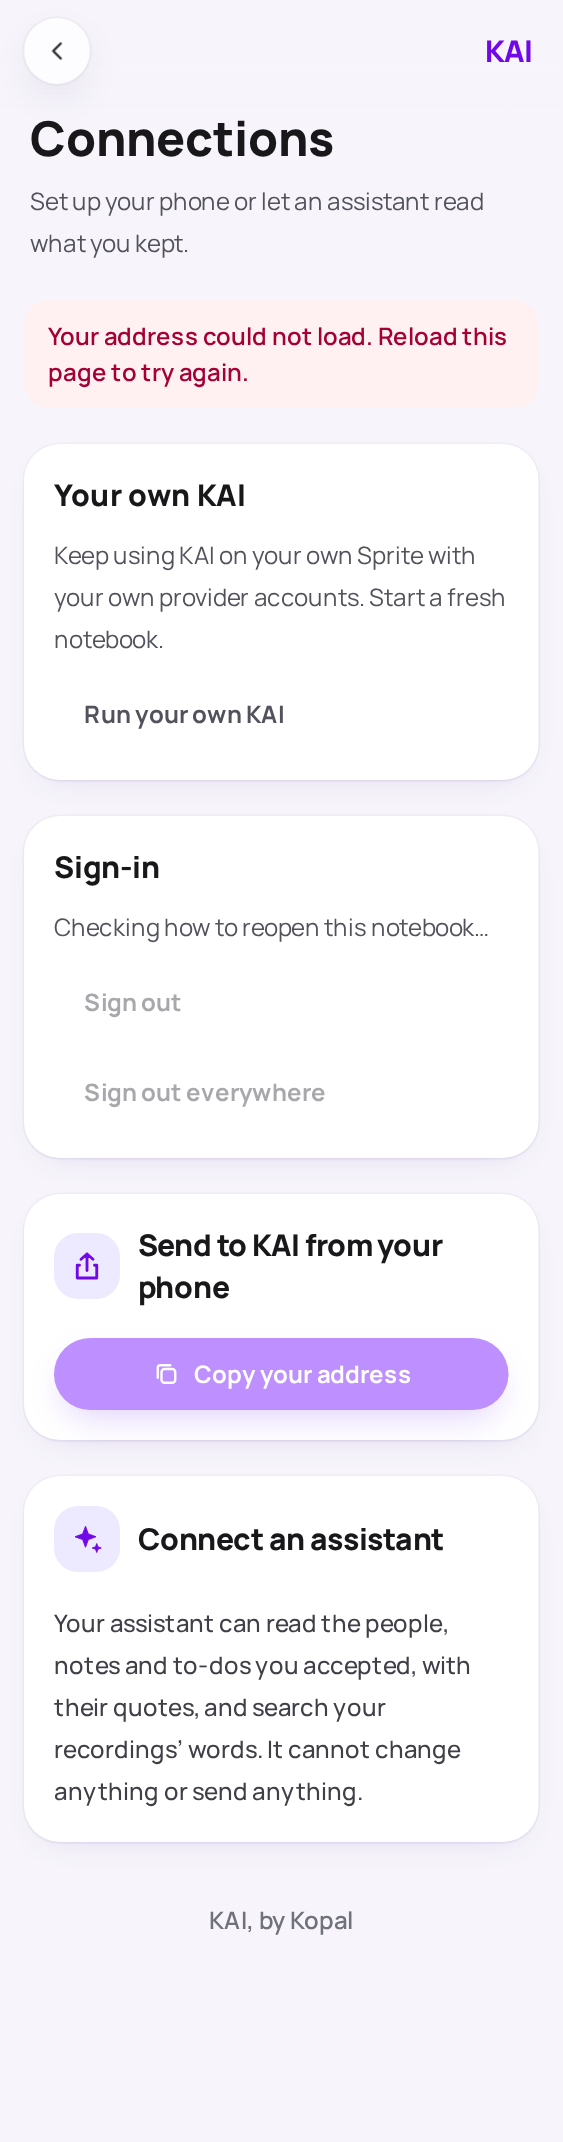 KAI
Connections
Set up your phone or let an assistant read
what you kept.
Your address could not load. Reload this
page to try again.
Your own KAI
Keep using KAI on your own Sprite with
your own provider accounts. Start a fresh
notebook.
Run your own KAI
Sign-in
Checking how to reopen this notebook…
Sign out
Sign out everywhere
Send to KAI from your
phone
Copy your address
Connect an assistant
Your assistant can read the people,
notes and to-dos you accepted, with
their quotes, and search your
recordings’ words. It cannot change
anything or send anything.
KAI, by Kopal